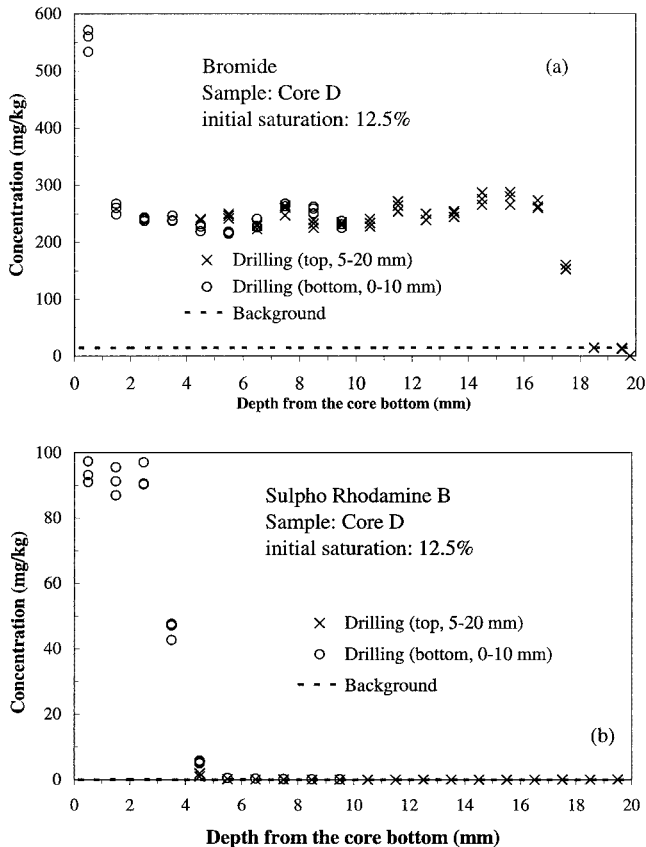 600
500
400
300
200
100
0
Concentration (mg/kg)
Bromide
(a)
Sample: Core D
initial saturation: 12.5%
Drilling (top, 5-20 mm)
Drilling (bottom, 0-10 mm)
Background
0 2 4 6 8 10 12 14 16 18 20
Depth from the core bottom (mm)
100
80
60
40
20
0
Concentration (mg/kg)
Sulpho Rhodamine B
Sample: Core D
initial saturation: 12.5%
Drilling (top, 5-20 mm)
Drilling (bottom, 0-10 mm)
Background
(b)
0 2 4 6 8 10 12 14 16 18 20
Depth from the core bottom (mm)